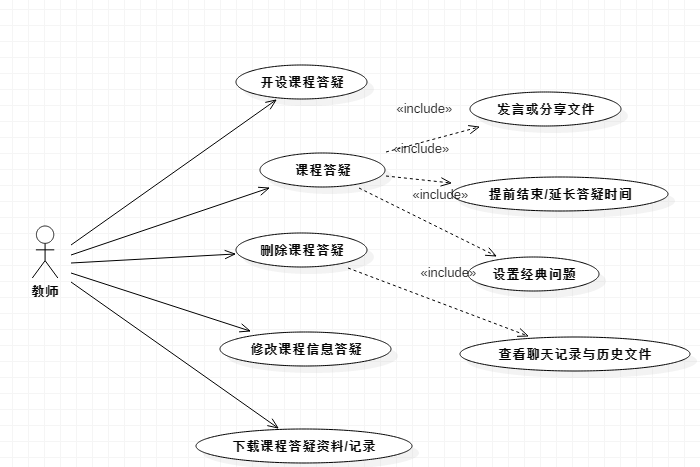 开设课程答疑
«include»
发言或分享文件
«include»
课程答疑
«include»
提前结束/延长答疑时间
删除课程答疑
«include»
设置经典问题
教师
修改课程信息答疑
查看聊天记录与历史文件
下载课程答疑资料/记录